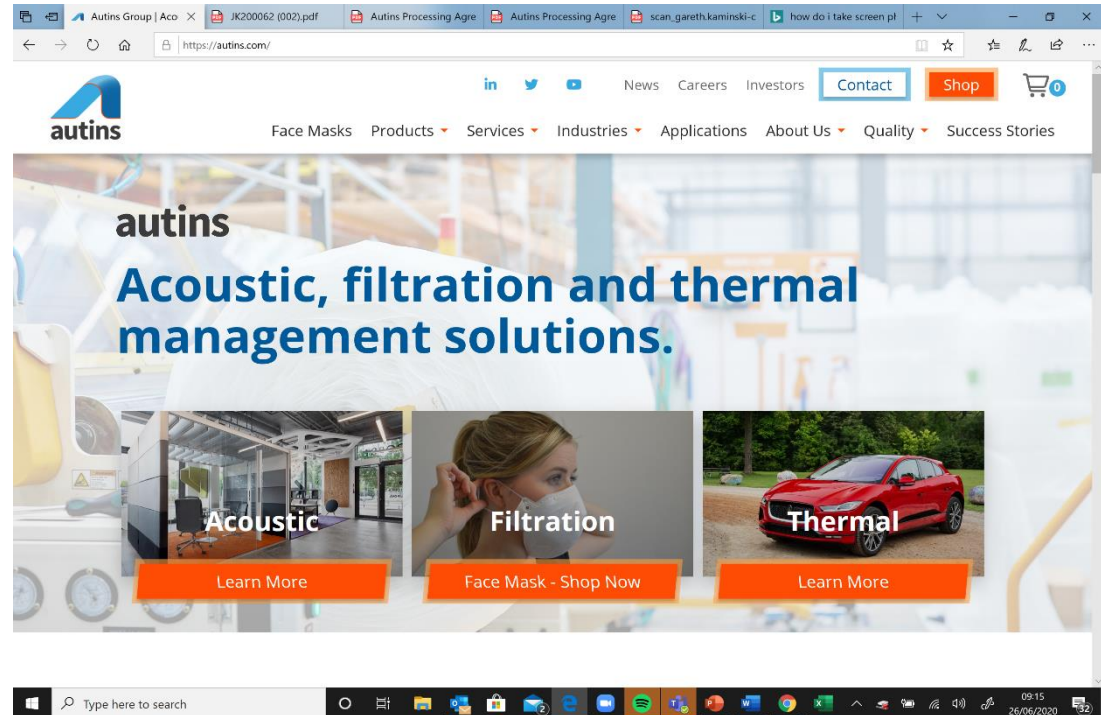 Autins Group | Aco
JK200062 (002).pdf
Autins Processing Agre
Autins Processing Agre
scan_gareth.kaminski-c
how do i take screen ph
https://autins.com/
News Careers Investors Contact Shop 0
autins
Face Masks Products Services Industries Applications About Us Quality Success Stories
autins
Acoustic, filtration and thermal
management solutions.
Acoustic
Filtration
Thermal
Learn More
Face Mask - Shop Now
Learn More
Type here to search
09:15
26/06/2020
32